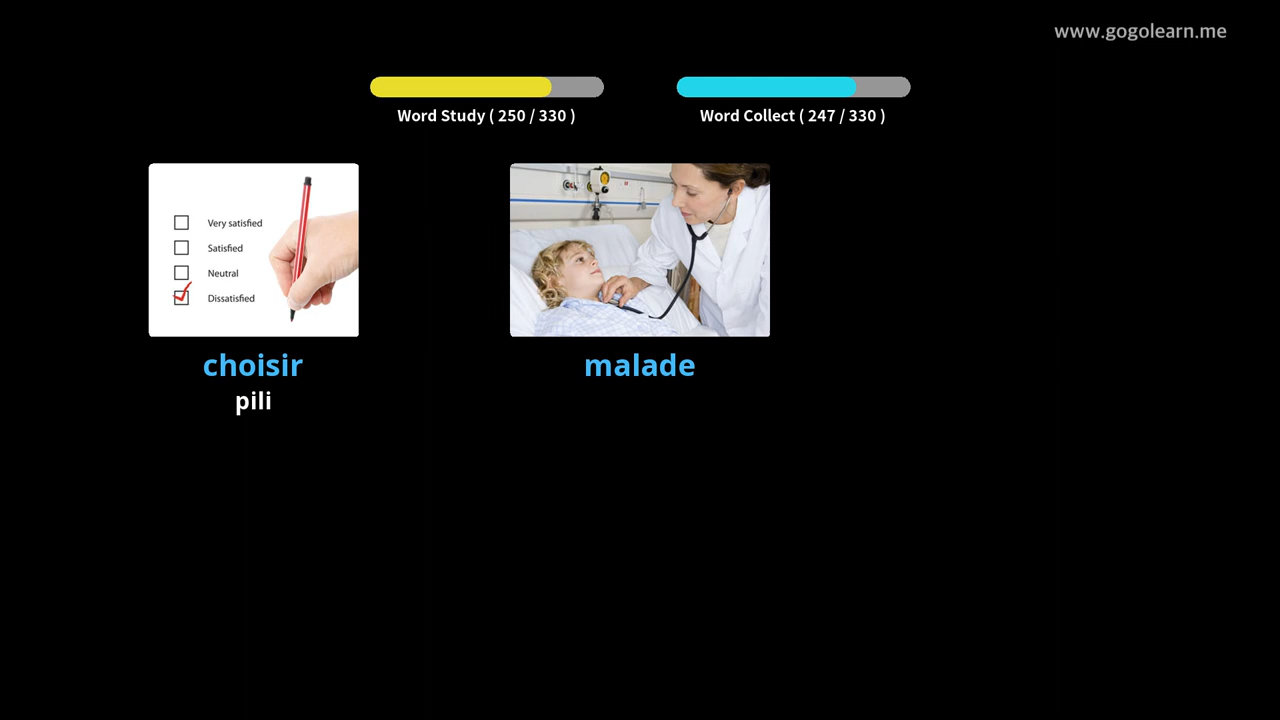 www.gogolearn.me
Word Study ( 250 / 330 )
Word Collect ( 247 / 330 )
Very satisfied
Satisfied
Neutral
Dissatisfied
choisir
pili
malade